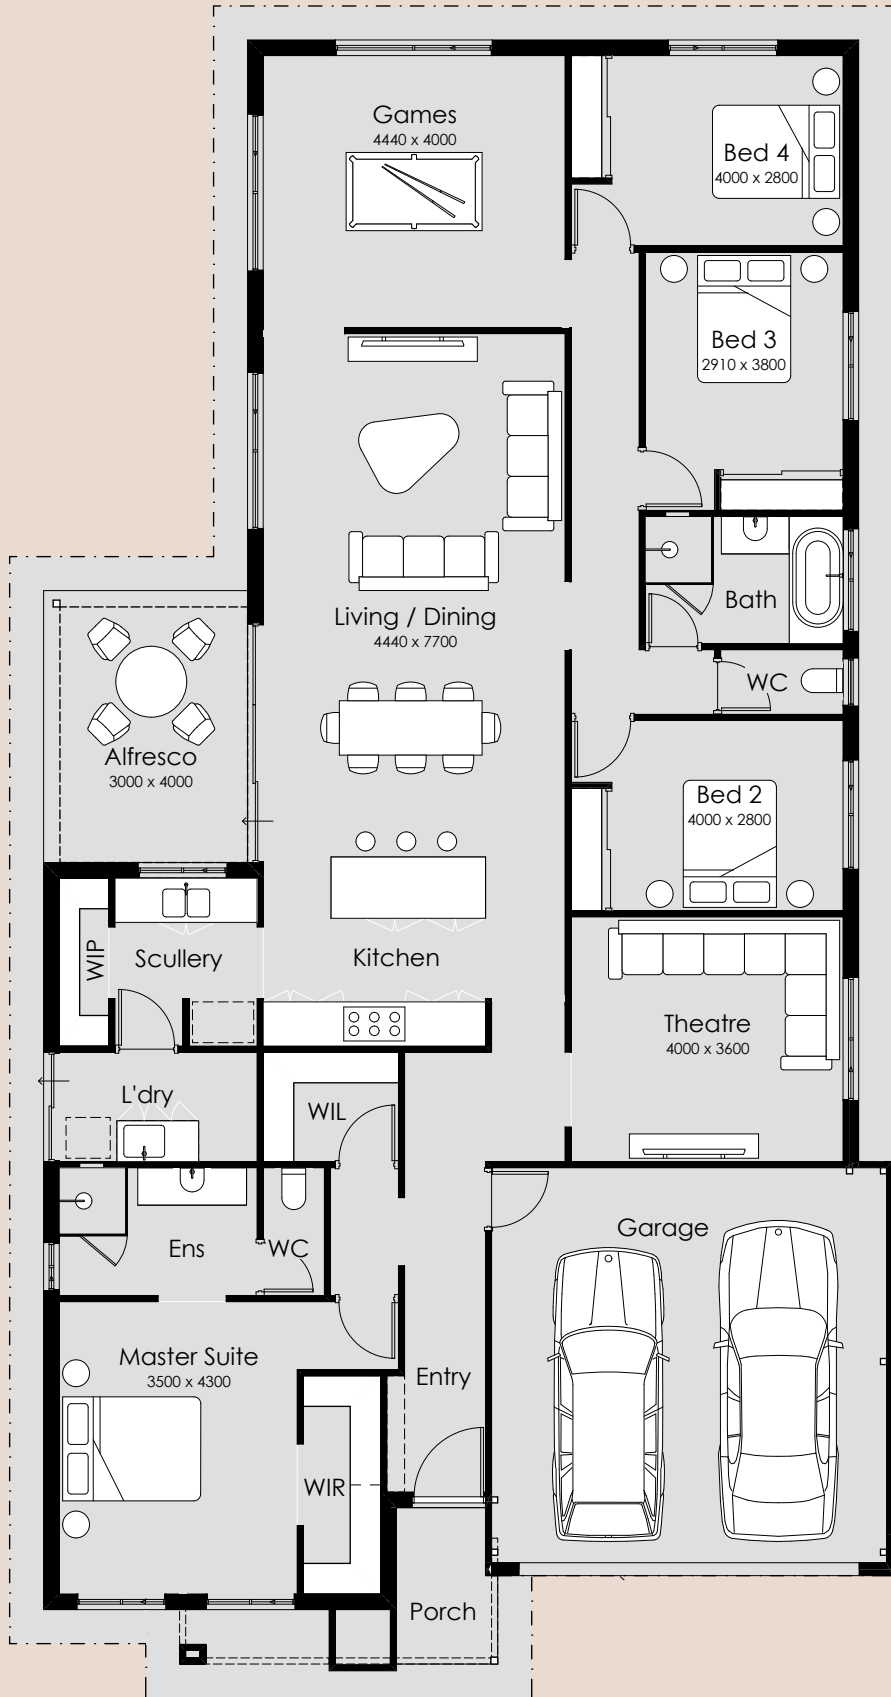 Games
4440 x 4000
Bed 4
4000 x 2800
Bed 3
2910 x 3800
Bath
Living / Dining
4440 x 7700
WC
Alfresco
3000 x 4000
Bed 2
4000 x 2800
WIP
Scullery
Kitchen
Theatre
4000 x 3600
L'dry
WIL
Garage
Ens
WC
Master Suite
3500 x 4300
Entry
WIR
Porch